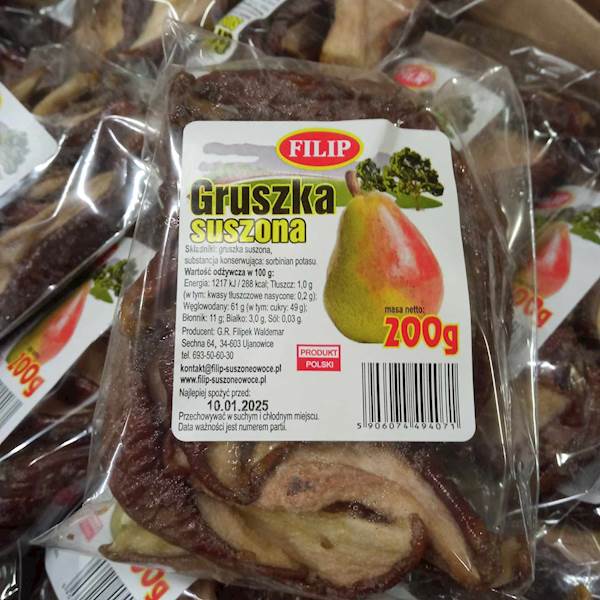 FILIP
Gruszka
suszona
Składniki: gruszka suszona,
substancja konserwująca: sorbinian potasu.
Wartość odżywcza w 100 g:
Energia: 1217 kJ / 288 kcal; Tłuszcz: 1,0 g
(w tym: kwasy tłuszczowe nasycone: 0,2 g);
Węglowodany: 61 g (w tym: cukry: 49 g);
Błonnik: 11 g; Białko: 3,0 g, Sól: 0,03 g.
Producent: G.R. Filipek Waldemar
Sechna 64, 34-603 Ujanowice
tel. 693-50-60-30
kontakt@filip-suszoneowoce.pl
www.filip-suszoneowoce.pl
Najlepiej spożyć przed:
10.01.2025
Przechowywać w suchym i chłodnym miejscu.
Data ważności jest numerem partii.
masa netto:
200g
PRODUKT
POLSKI
5 906074 494071
FILIP
200g
200g
200g